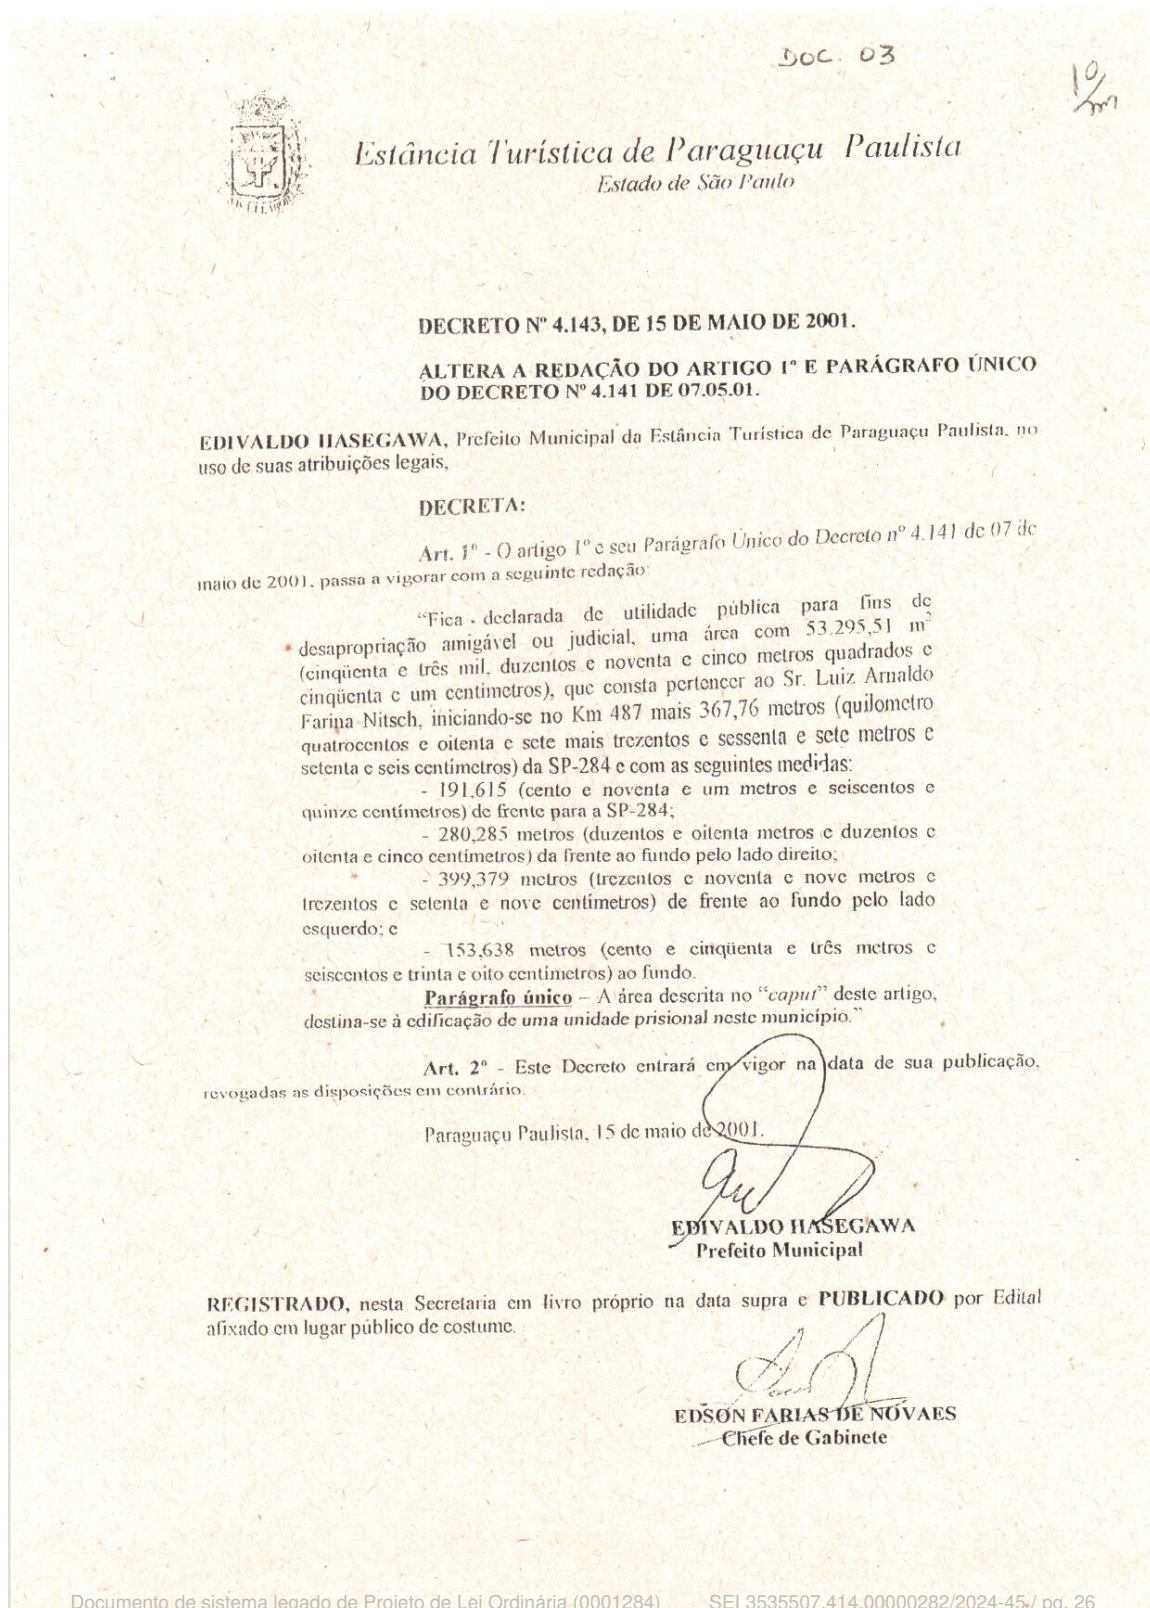 DOC. 03
10
Estância Turística de Paraguaçu Paulista
Estado de São Paulo
DECRETO Nº 4.143, DE 15 DE MAIO DE 2001.
ALTERA A REDAÇÃO DO ARTIGO 1º E PARÁGRAFO ÚNICO
DO DECRETO Nº 4.141 DE 07.05.01.
EDIVALDO HASEGAWA, Prefeito Municipal da Estância Turística de Paraguaçu Paulista, no
uso de suas atribuições legais,
DECRETA:
Art. 1º - O artigo 1º e seu Parágrafo Único do Decreto nº 4.141 de 07 de
maio de 2001, passa a vigorar com a seguinte redação:
“Fica declarada de utilidade pública para fins de
desapropriação amigável ou judicial, uma área com 53.295,51 m²
(cinqüenta e três mil, duzentos e noventa e cinco metros quadrados e
cinqüenta e um centímetros), que consta pertencer ao Sr. Luiz Arnaldo
Farina Nitsch, iniciando-se no Km 487 mais 367,76 metros (quilometro
quatrocentos e oitenta e sete mais trezentos e sessenta e sete metros e
setenta e seis centímetros) da SP-284 e com as seguintes medidas:
- 191,615 (cento e noventa e um metros e seiscentos e
quinze centímetros) de frente para a SP-284;
- 280,285 metros (duzentos e oitenta metros e duzentos e
oitenta e cinco centímetros) da frente ao fundo pelo lado direito;
- 399,379 metros (trezentos e noventa e nove metros e
trezentos e setenta e nove centímetros) de frente ao fundo pelo lado
esquerdo; e
- 153,638 metros (cento e cinqüenta e três metros e
seiscentos e trinta e oito centímetros) ao fundo.
Parágrafo único – A área descrita no “caput” deste artigo,
destina-se à edificação de uma unidade prisional neste município.”
Art. 2º - Este Decreto entrará em vigor na data de sua publicação,
revogadas as disposições em contrário.
Paraguaçu Paulista, 15 de maio de 2001.
EDIVALDO HASEGAWA
Prefeito Municipal
REGISTRADO, nesta Secretaria em livro próprio na data supra e PUBLICADO por Edital
afixado em lugar público de costume.
EDSON FARIAS DE NOVAES
Chefe de Gabinete
Documento de sistema legado de Projeto de Lei Ordinária (0001284) SEI 3535507.414.00000282/2024-45 / pg. 26